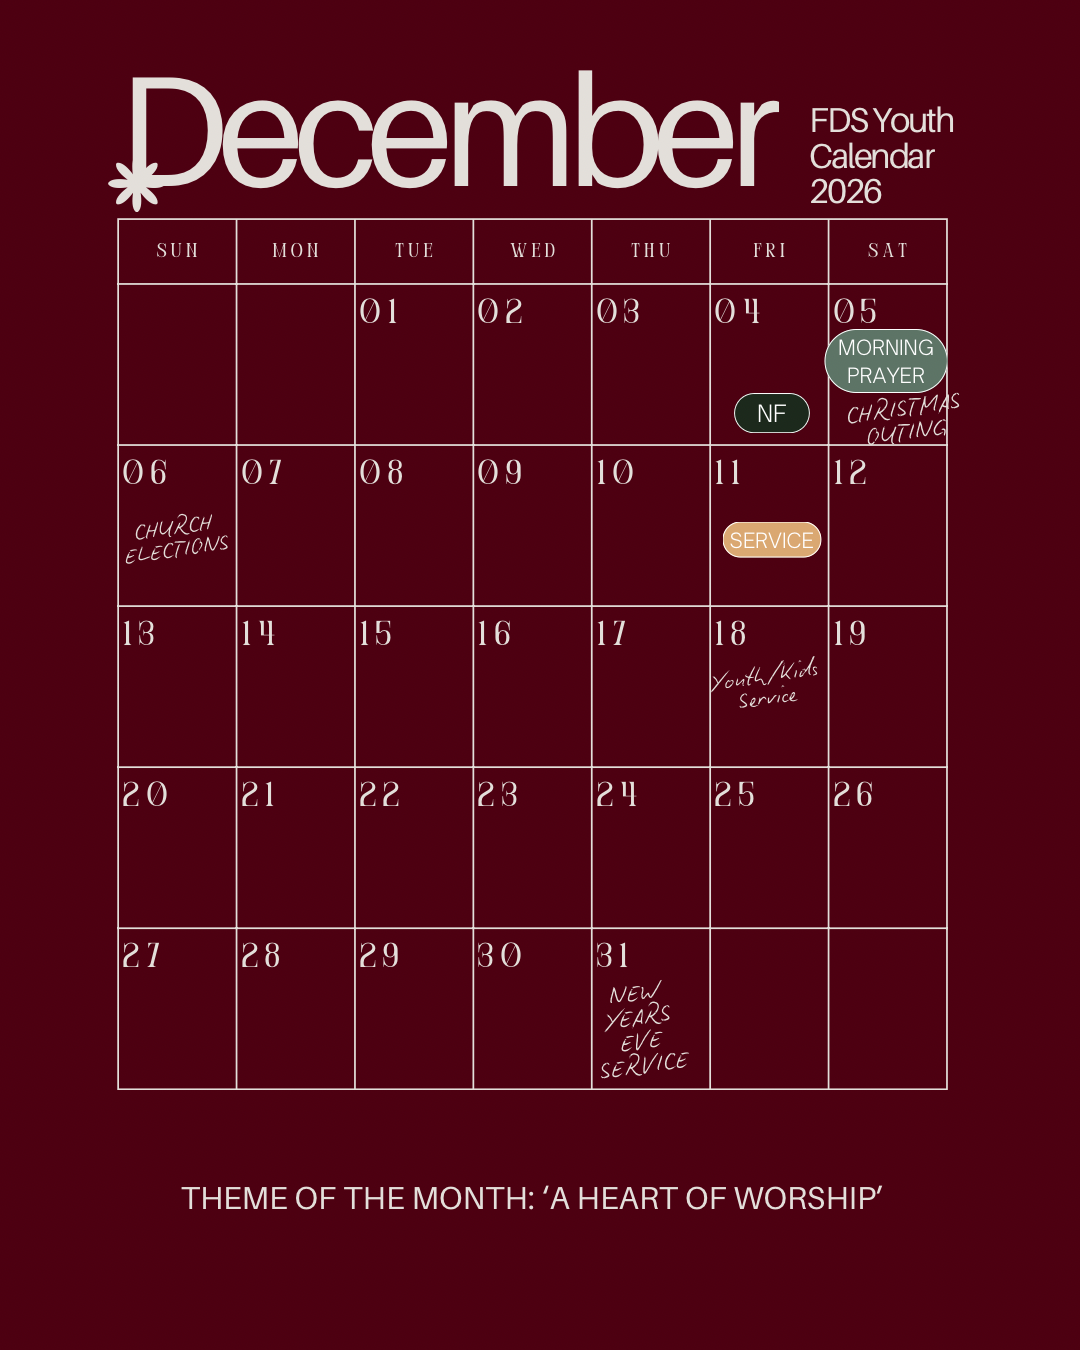 December
FDS Youth
Calendar
2026
SUN MON TUE WED THU FRI SAT
01 02 03 04 05
MORNING
PRAYER
NF
CHRISTMAS
OUTING
06 07 08 09 10 11 12
CHURCH
ELECTIONS
SERVICE
13 14 15 16 17 18 19
Youth/Kids
Service
20 21 22 23 24 25 26
27 28 29 30 31
NEW
YEARS
EVE
SERVICE
THEME OF THE MONTH: ‘A HEART OF WORSHIP’